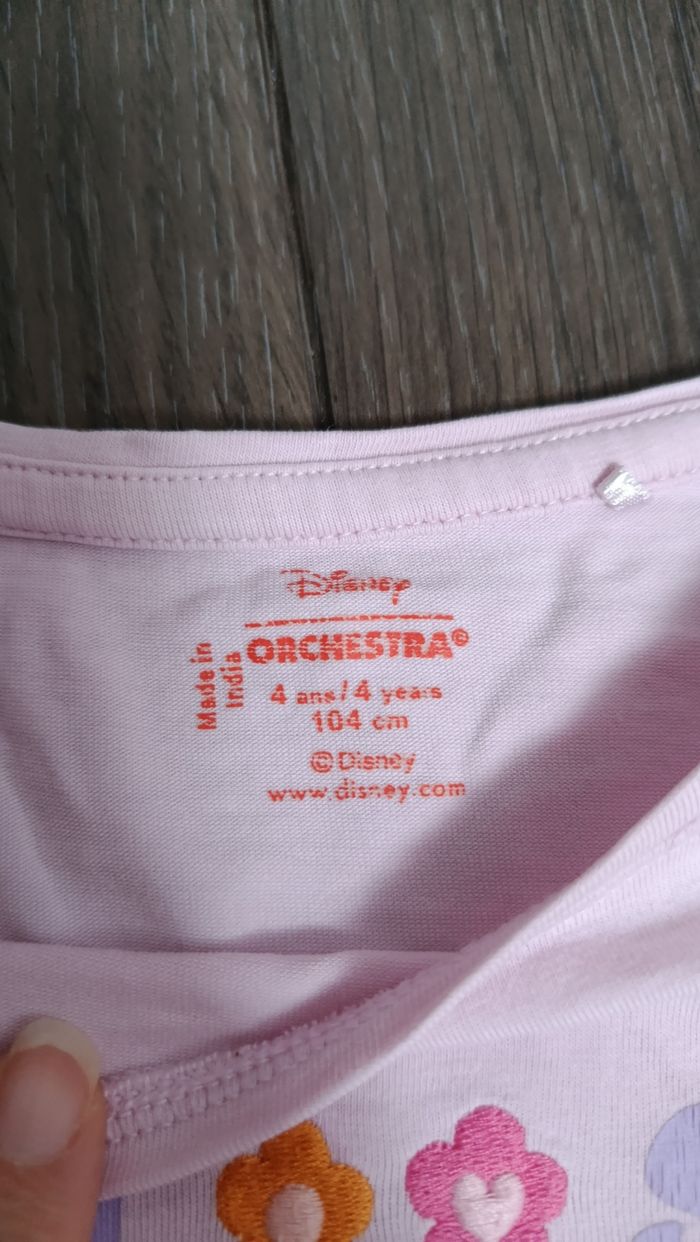 Disney
ORCHESTRA©
Made in
India
4 ans / 4 years
104 cm
©Disney
www.disney.com